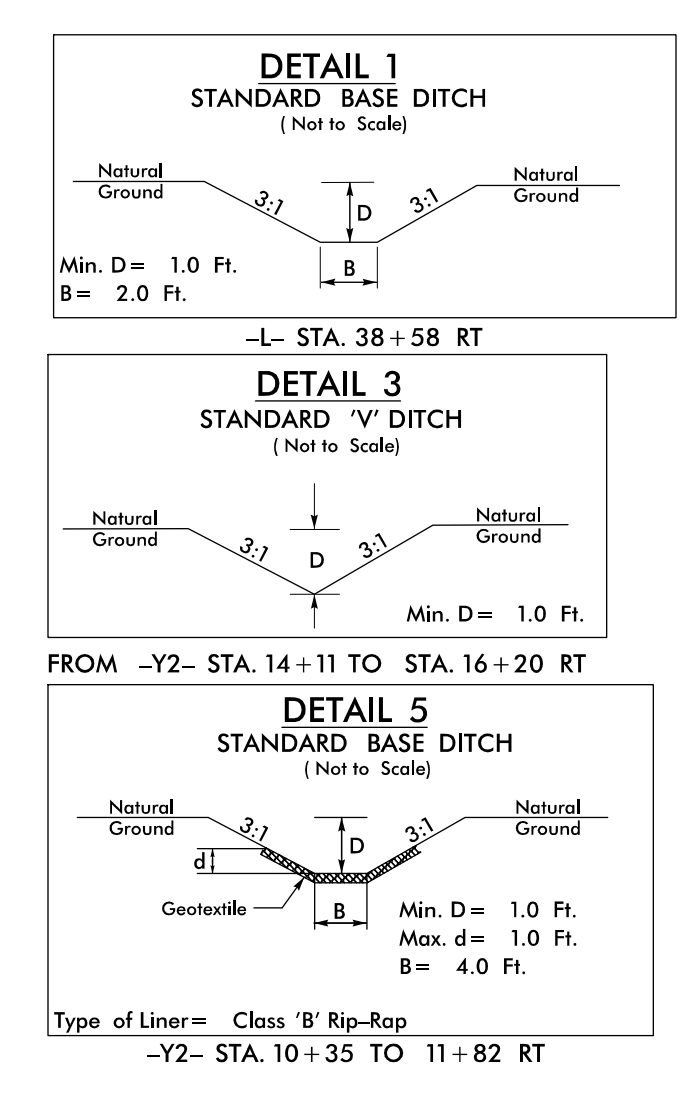 DETAIL 1
STANDARD BASE DITCH
( Not to Scale)
Natural
Ground
3:1
D
3:1
Natural
Ground
B
Min. D= 1.0 Ft.
B= 2.0 Ft.
-L- STA. 38+58 RT
DETAIL 3
STANDARD 'V' DITCH
( Not to Scale)
Natural
Ground
3:1
D
3:1
Natural
Ground
Min. D= 1.0 Ft.
FROM -Y2- STA. 14+11 TO STA. 16+20 RT
DETAIL 5
STANDARD BASE DITCH
( Not to Scale)
Natural
Ground
3:1
D
3:1
Natural
Ground
d
Geotextile
B
Min. D= 1.0 Ft.
Max. d= 1.0 Ft.
B= 4.0 Ft.
Type of Liner= Class 'B' Rip-Rap
-Y2- STA. 10+35 TO 11+82 RT